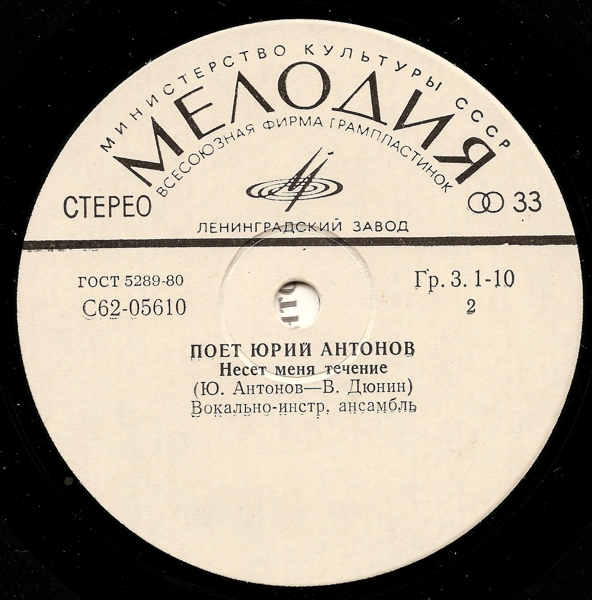 МИНИСТЕРСТВО КУЛЬТУРЫ СССР
МЕЛОДИЯ
ВСЕСОЮЗНАЯ ФИРМА ГРАМПЛАСТИНОК
СТЕРЕО
33
ЛЕНИНГРАДСКИЙ ЗАВОД
ГОСТ 5289-80
Гр. 3. 1-10
С62-05610
2
ПОЕТ ЮРИЙ АНТОНОВ
Несет меня течение
(Ю. Антонов—В. Дюнин)
Вокально-инстр. ансамбль